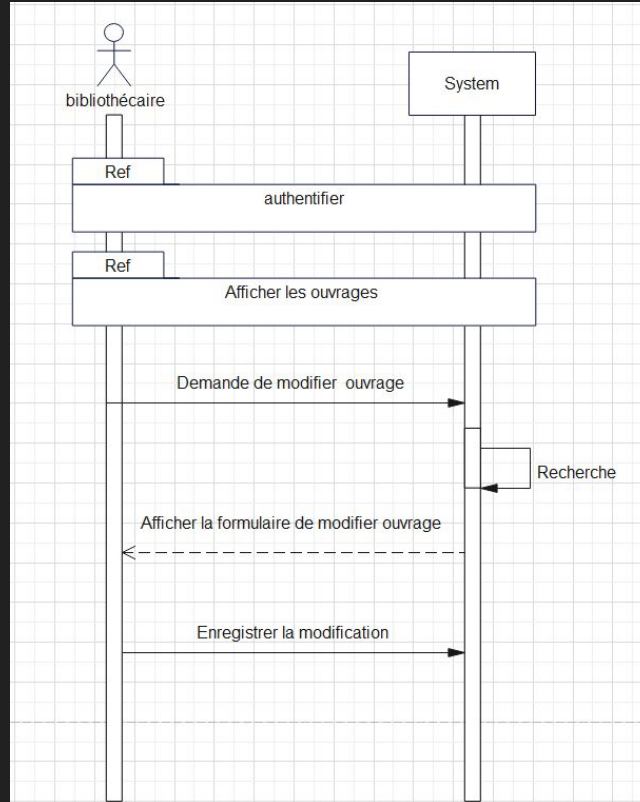 bibliothécaire
System
Ref
authentifier
Ref
Afficher les ouvrages
Demande de modifier ouvrage
Recherche
Afficher la formulaire de modifier ouvrage
Enregistrer la modification